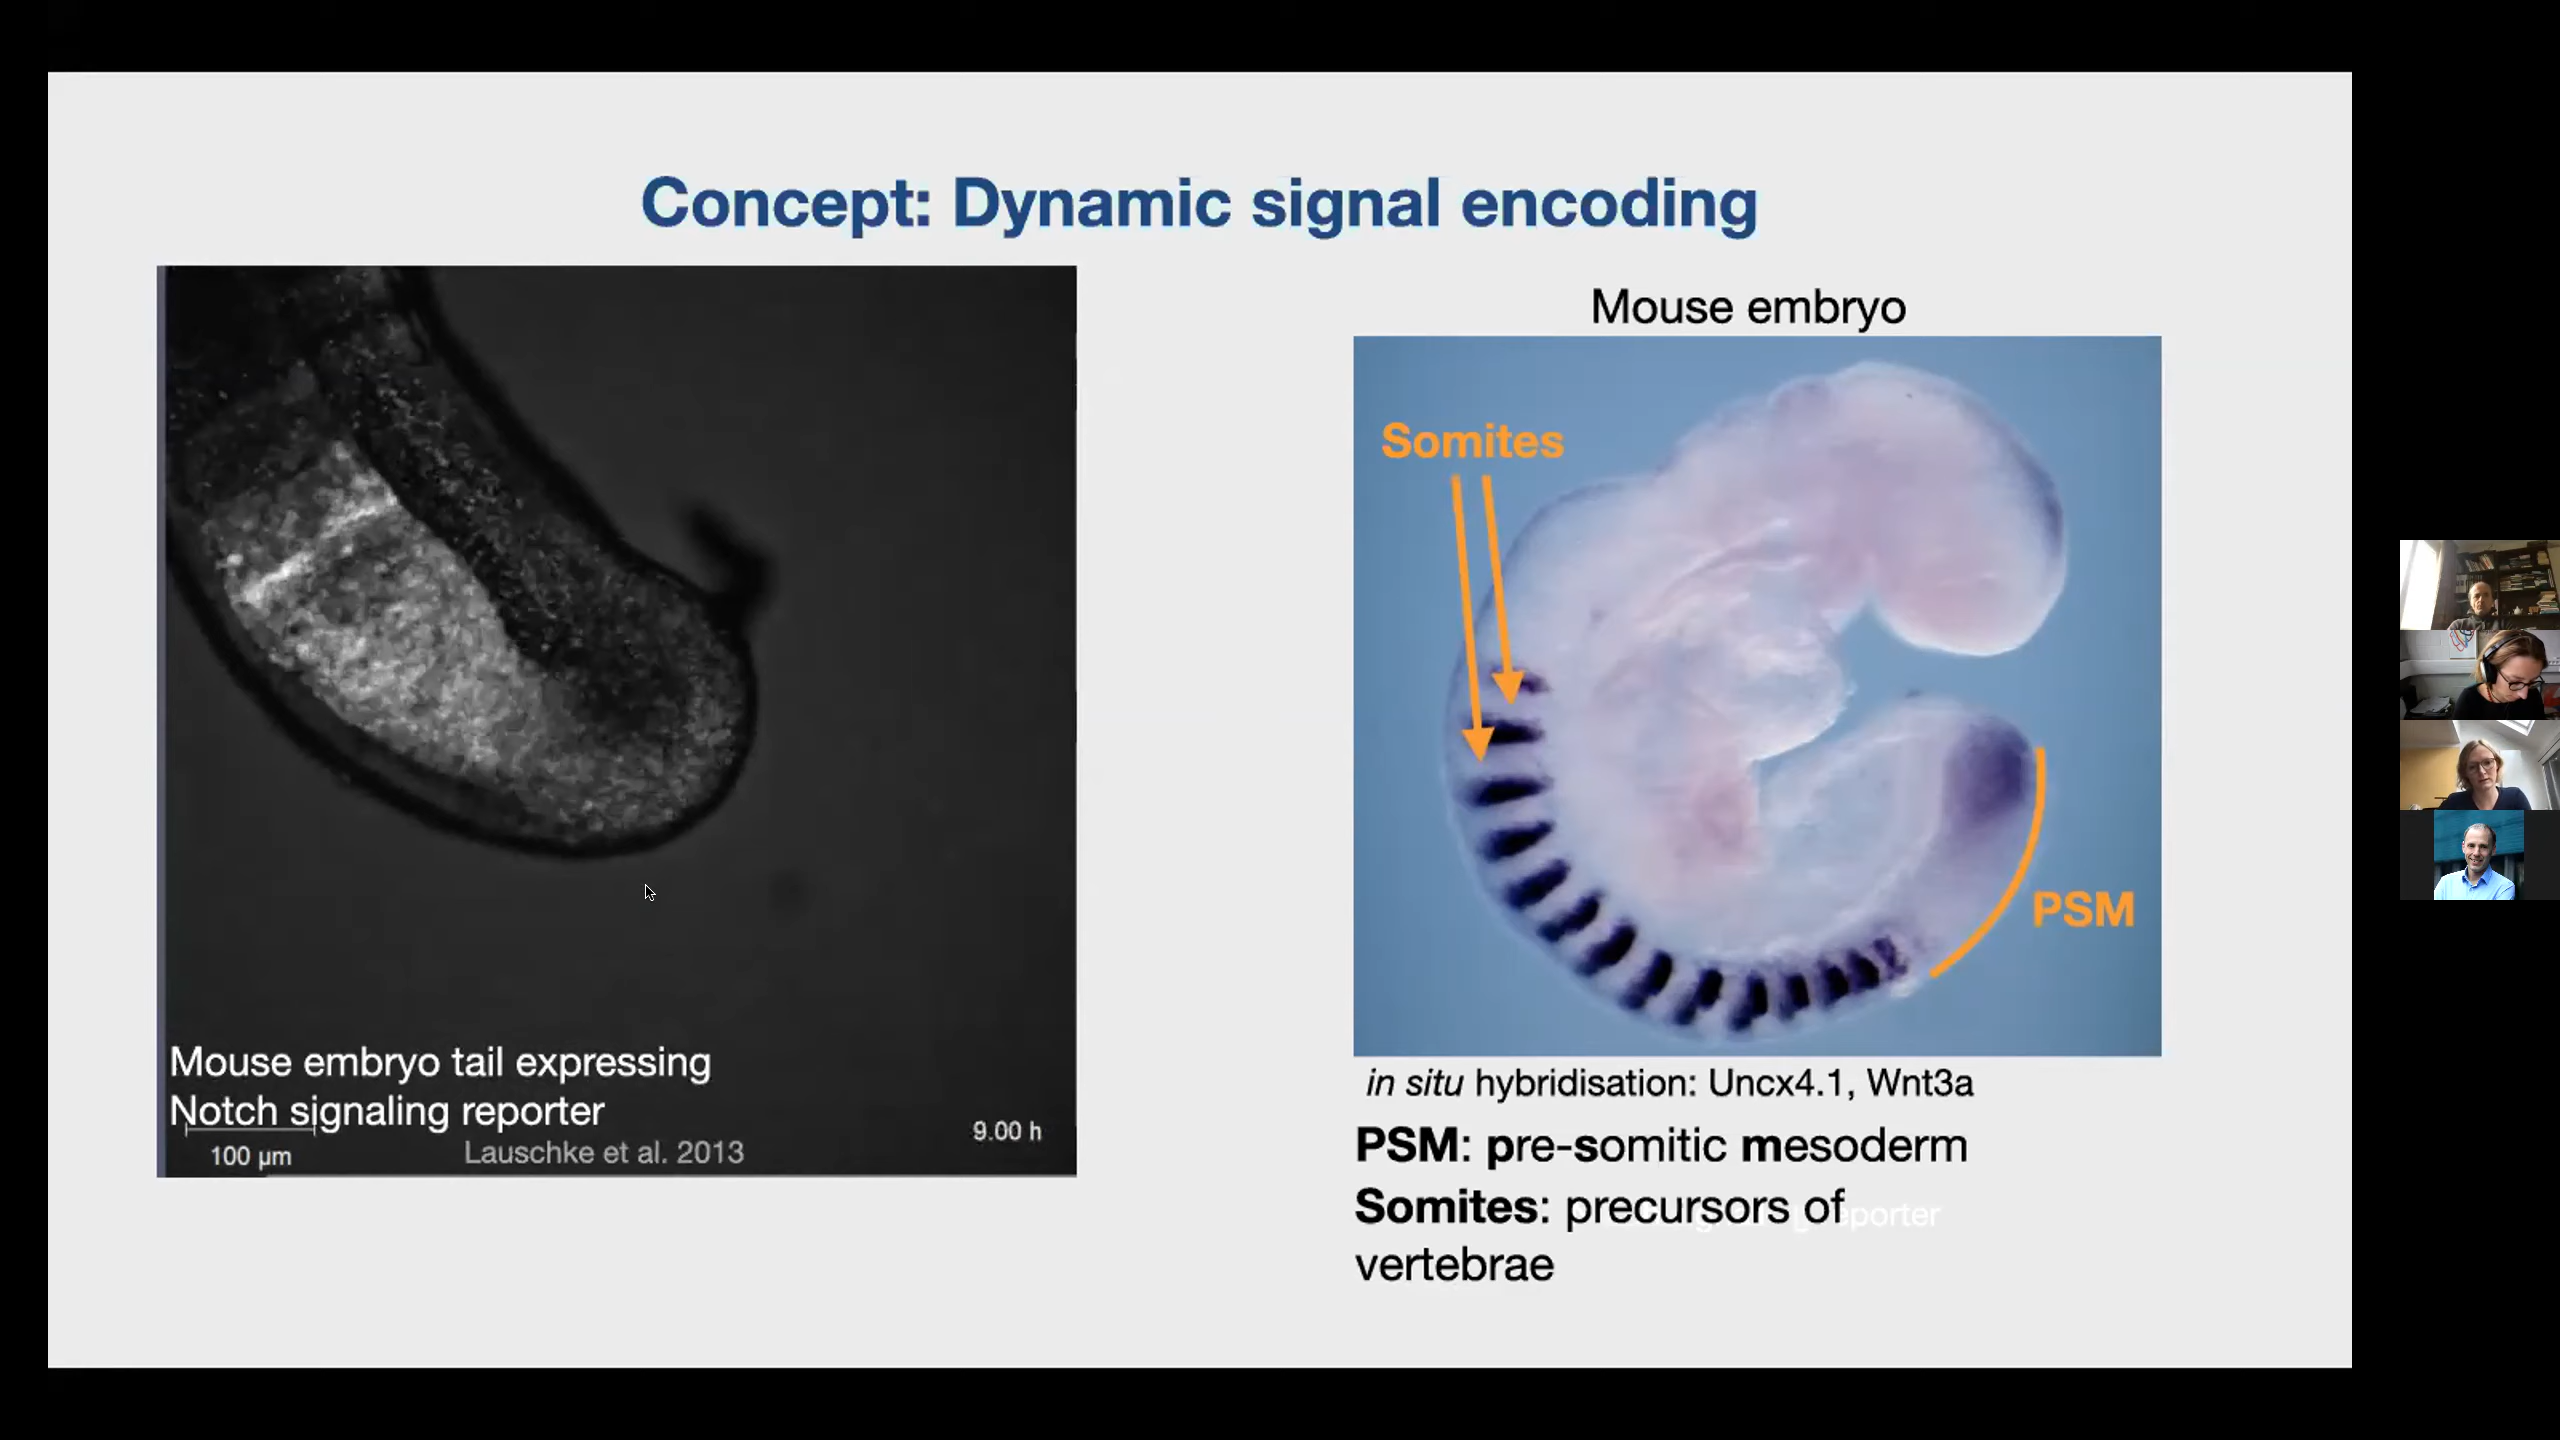 Concept: Dynamic signal encoding
Mouse embryo tail expressing
Notch signaling reporter
100 µm
Lauschke et al. 2013
9.00 h
Mouse embryo
Somites
PSM
in situ hybridisation: Uncx4.1, Wnt3a
PSM: pre-somitic mesoderm
Somites: precursors of
vertebrae